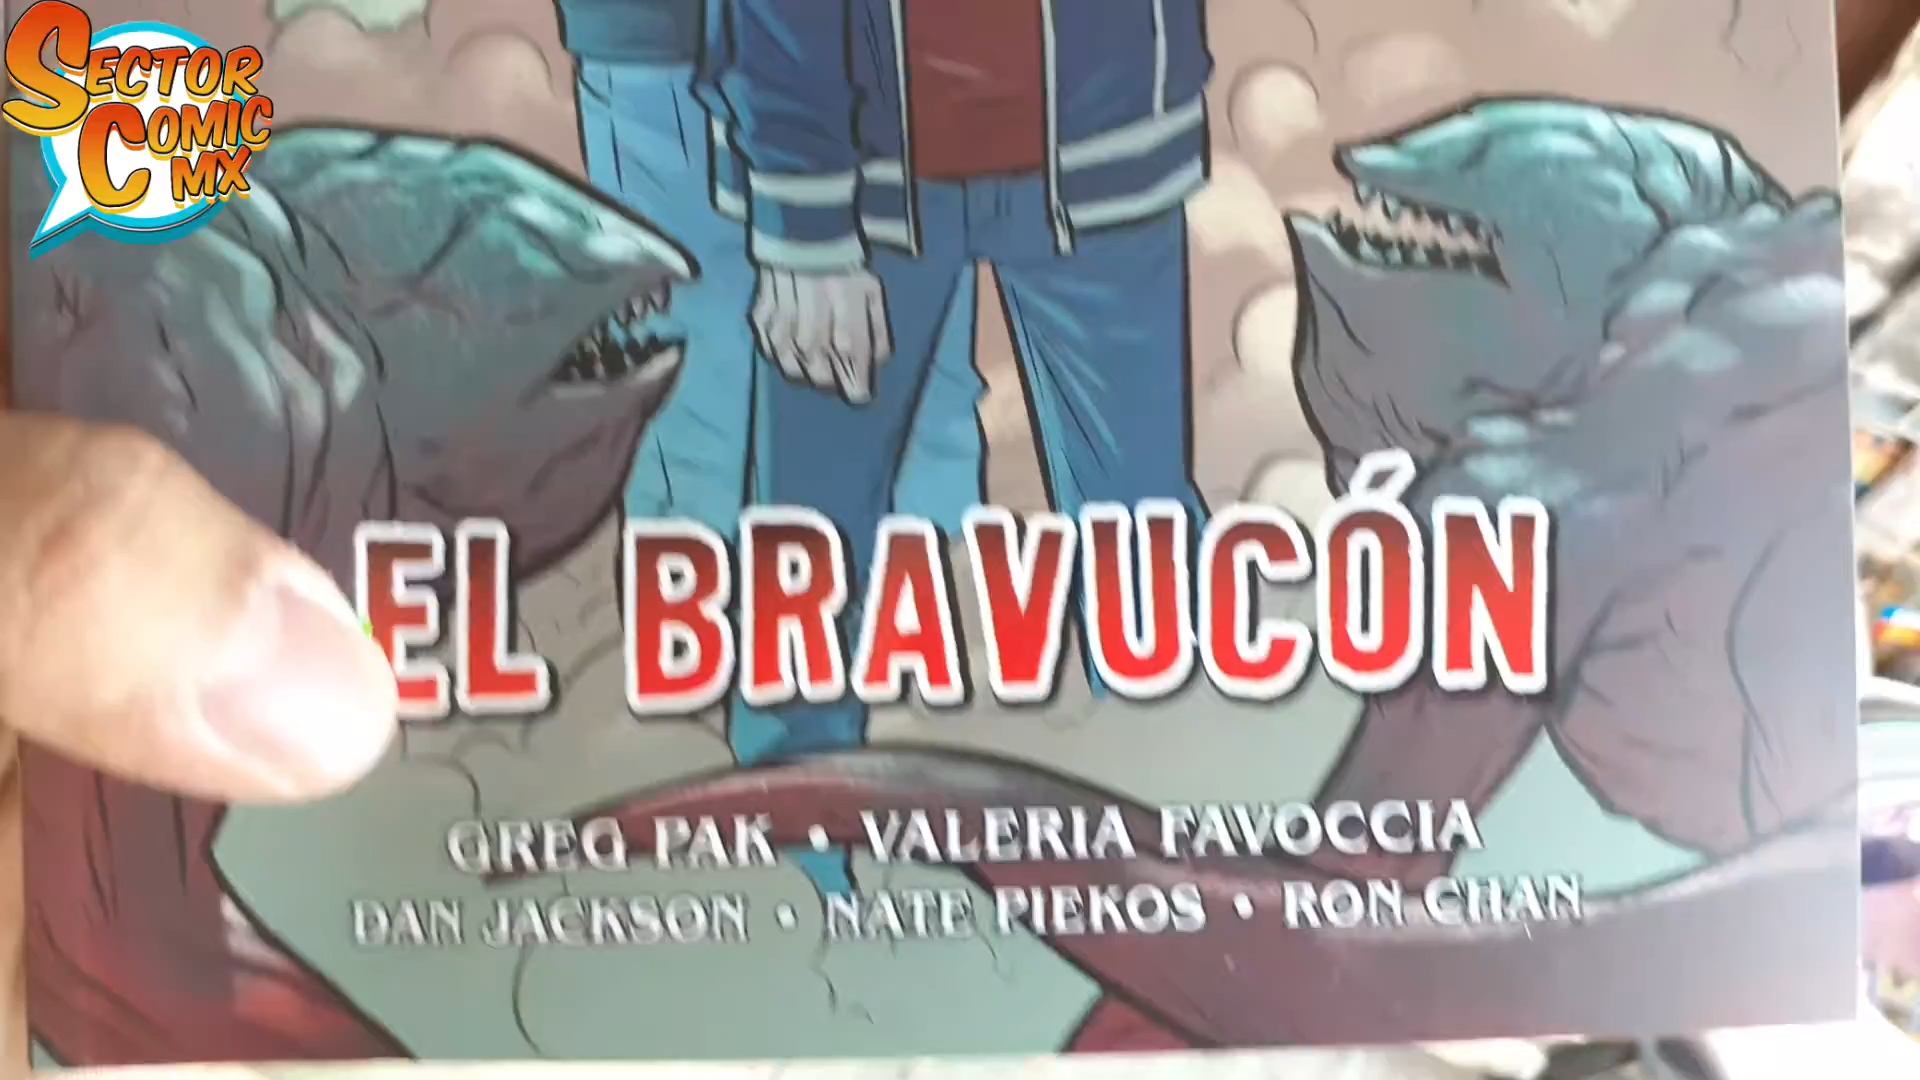 SECTOR
COMIC
MX
EL BRAVUCÓN
GREG PAK • VALERIA FAVOCCIA
DAN JACKSON • NATE PIEKOS • RON CHAN